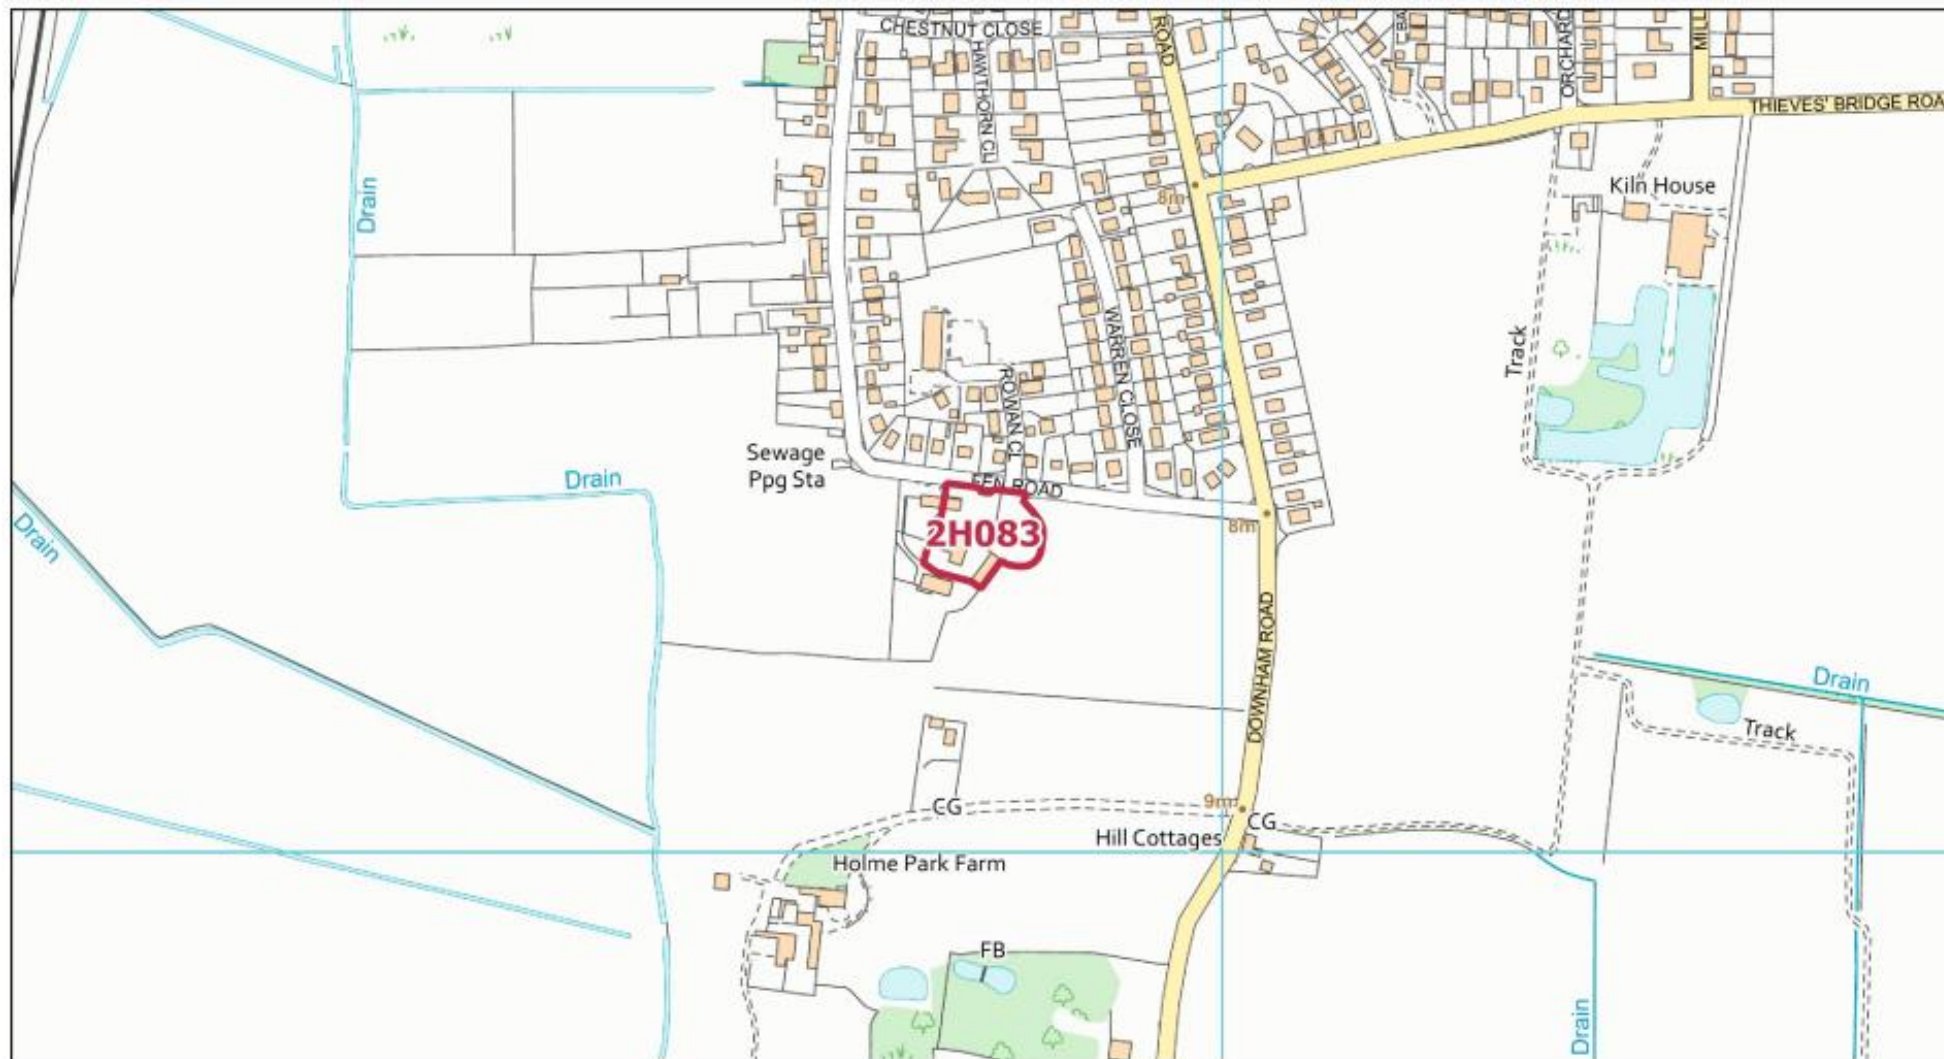 CHESTNUT CLOSE
HAWTHORN CL
ROAD
ORCHARD
MILL
THIEVES' BRIDGE ROA
Drain
8m
Kiln House
Track
WARREN CLOSE
ROWAN CL
Sewage
Ppg Sta
Drain
FEN ROAD
Drain
2H083
8m
DOWNHAM ROAD
Drain
Track
CG
9m
CG
Hill Cottages
Holme Park Farm
FB
Drain